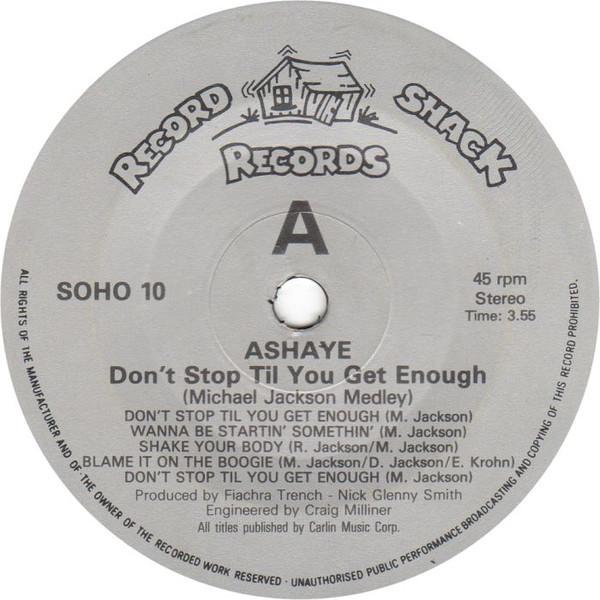 RECORD SHACK
RECORDS
A
SOHO 10
45 rpm
Stereo
Time: 3.55
ASHAYE
Don't Stop Til You Get Enough
(Michael Jackson Medley)
DON'T STOP TIL YOU GET ENOUGH (M. Jackson)
WANNA BE STARTIN' SOMETHIN' (M. Jackson)
SHAKE YOUR BODY (R. Jackson/M. Jackson)
BLAME IT ON THE BOOGIE (M. Jackson/D. Jackson/E. Krohn)
DON'T STOP TIL YOU GET ENOUGH (M. Jackson)
Produced by Fiachra Trench - Nick Glenny Smith
Engineered by Craig Milliner
All titles published by Carlin Music Corp.
ALL RIGHTS OF THE MANUFACTURER AND OF THE OWNER OF THE RECORDED WORK RESERVED · UNAUTHORISED PUBLIC PERFORMANCE BROADCASTING AND COPYING OF THIS RECORD PROHIBITED.